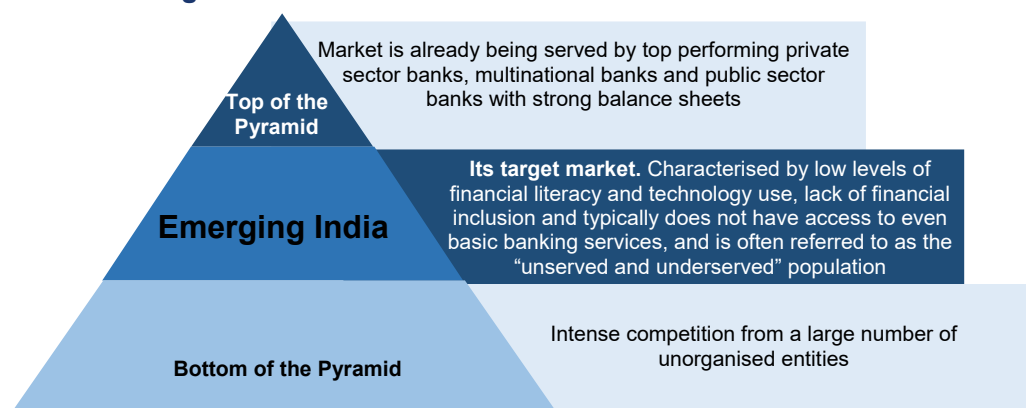 Market is already being served by top performing private
sector banks, multinational banks and public sector
banks with strong balance sheets
Top of the
Pyramid
Its target market. Characterised by low levels of
financial literacy and technology use, lack of financial
inclusion and typically does not have access to even
basic banking services, and is often referred to as the
“unserved and underserved” population
Emerging India
Intense competition from a large number of
unorganised entities
Bottom of the Pyramid